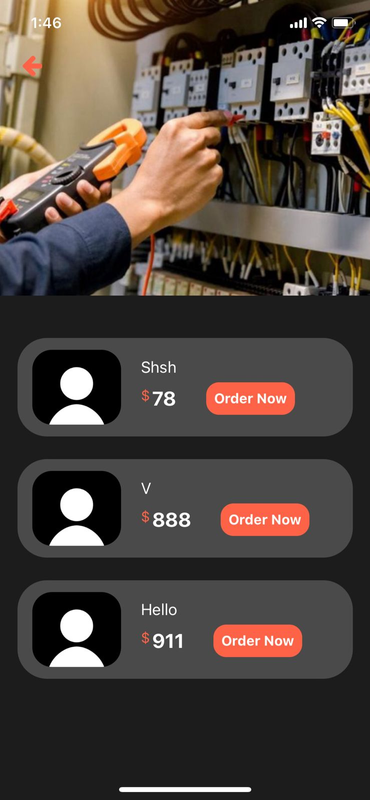 1:46
Shsh
$ 78
Order Now
V
$ 888
Order Now
Hello
$ 911
Order Now